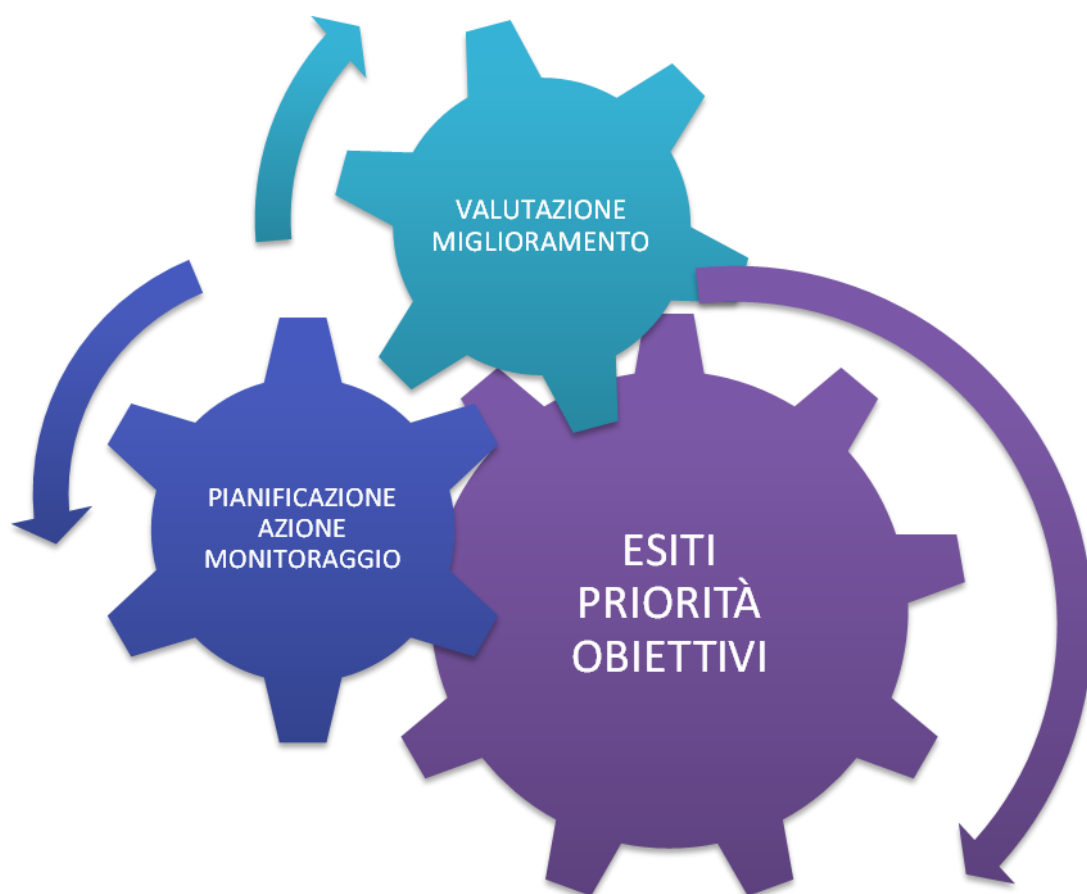 VALUTAZIONE
MIGLIORAMENTO
PIANIFICAZIONE
AZIONE
MONITORAGGIO
ESITI
PRIORITÀ
OBIETTIVI